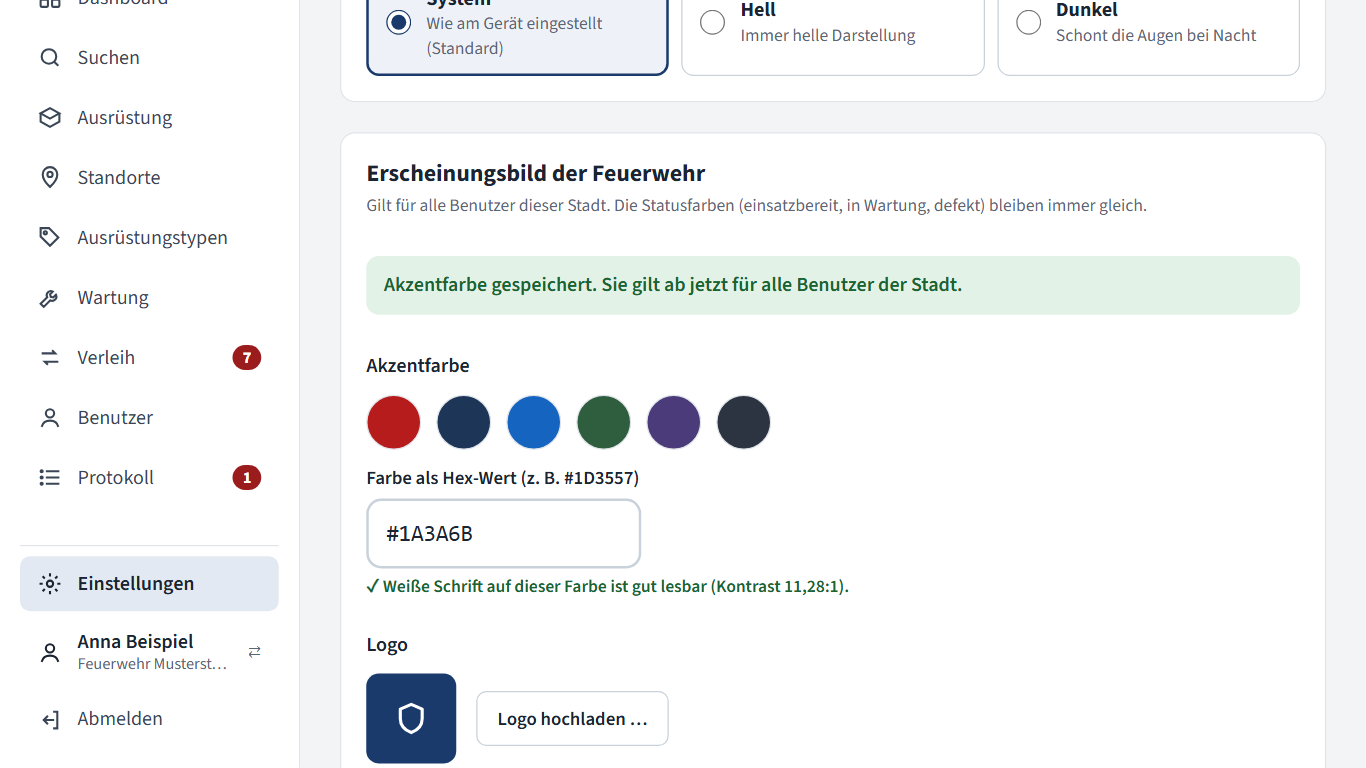 Dashboard
Suchen
Ausrüstung
Standorte
Ausrüstungstypen
Wartung
Verleih 7
Benutzer
Protokoll 1
Einstellungen
Anna Beispiel
Feuerwehr Musterst…
Abmelden
System
Wie am Gerät eingestellt
(Standard)
Hell
Immer helle Darstellung
Dunkel
Schont die Augen bei Nacht
Erscheinungsbild der Feuerwehr
Gilt für alle Benutzer dieser Stadt. Die Statusfarben (einsatzbereit, in Wartung, defekt) bleiben immer gleich.
Akzentfarbe gespeichert. Sie gilt ab jetzt für alle Benutzer der Stadt.
Akzentfarbe
Farbe als Hex-Wert (z. B. #1D3557)
#1A3A6B
✓ Weiße Schrift auf dieser Farbe ist gut lesbar (Kontrast 11,28:1).
Logo
Logo hochladen …